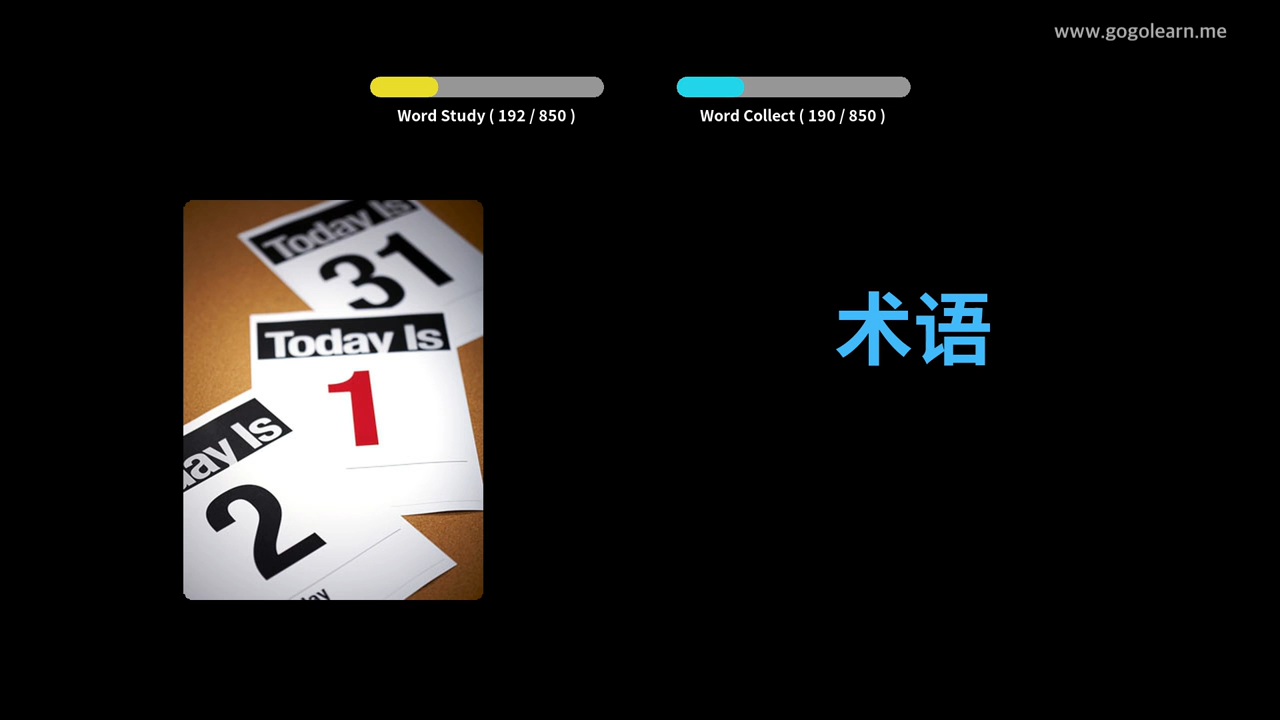 www.gogolearn.me
Word Study ( 192 / 850 )
Word Collect ( 190 / 850 )
Today Is
31
Today Is
1
术语
ay Is
2